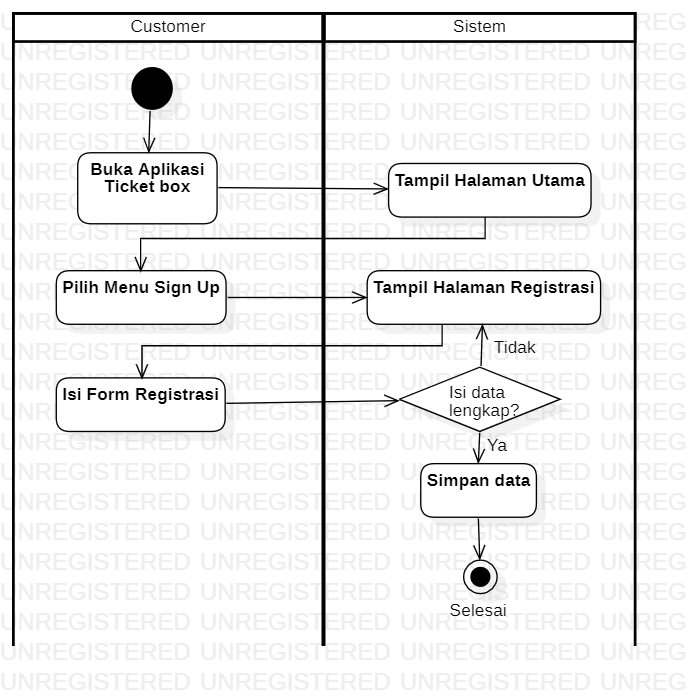 Customer
Sistem
Buka Aplikasi
Ticket box
Tampil Halaman Utama
Pilih Menu Sign Up
Tampil Halaman Registrasi
Tidak
Isi Form Registrasi
Isi data
lengkap?
Ya
Simpan data
Selesai
UNREGISTERED